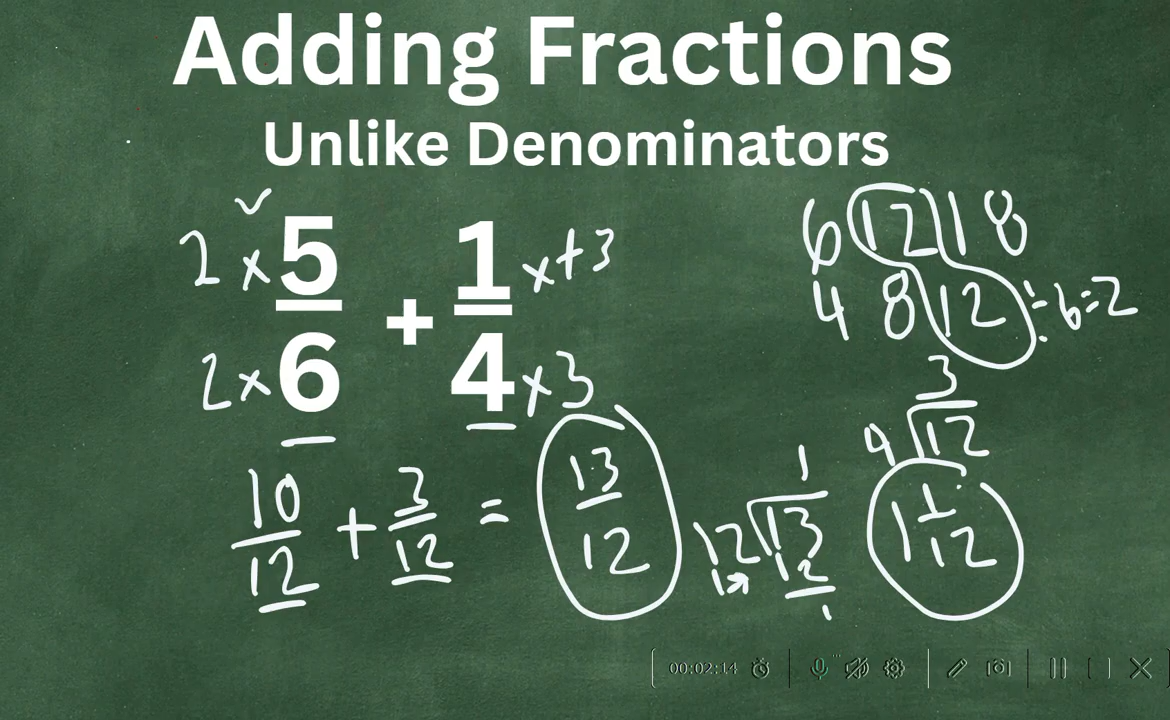 Adding Fractions
Unlike Denominators
2 x 5/6 x 2 + 1/4 x+3 x 3
6 12 18
4 8 12 ÷ 6 = 2
3
4 12
10/12 + 3/12 = 13/12
1
12 13
12
1
1 1/12
00:02:14